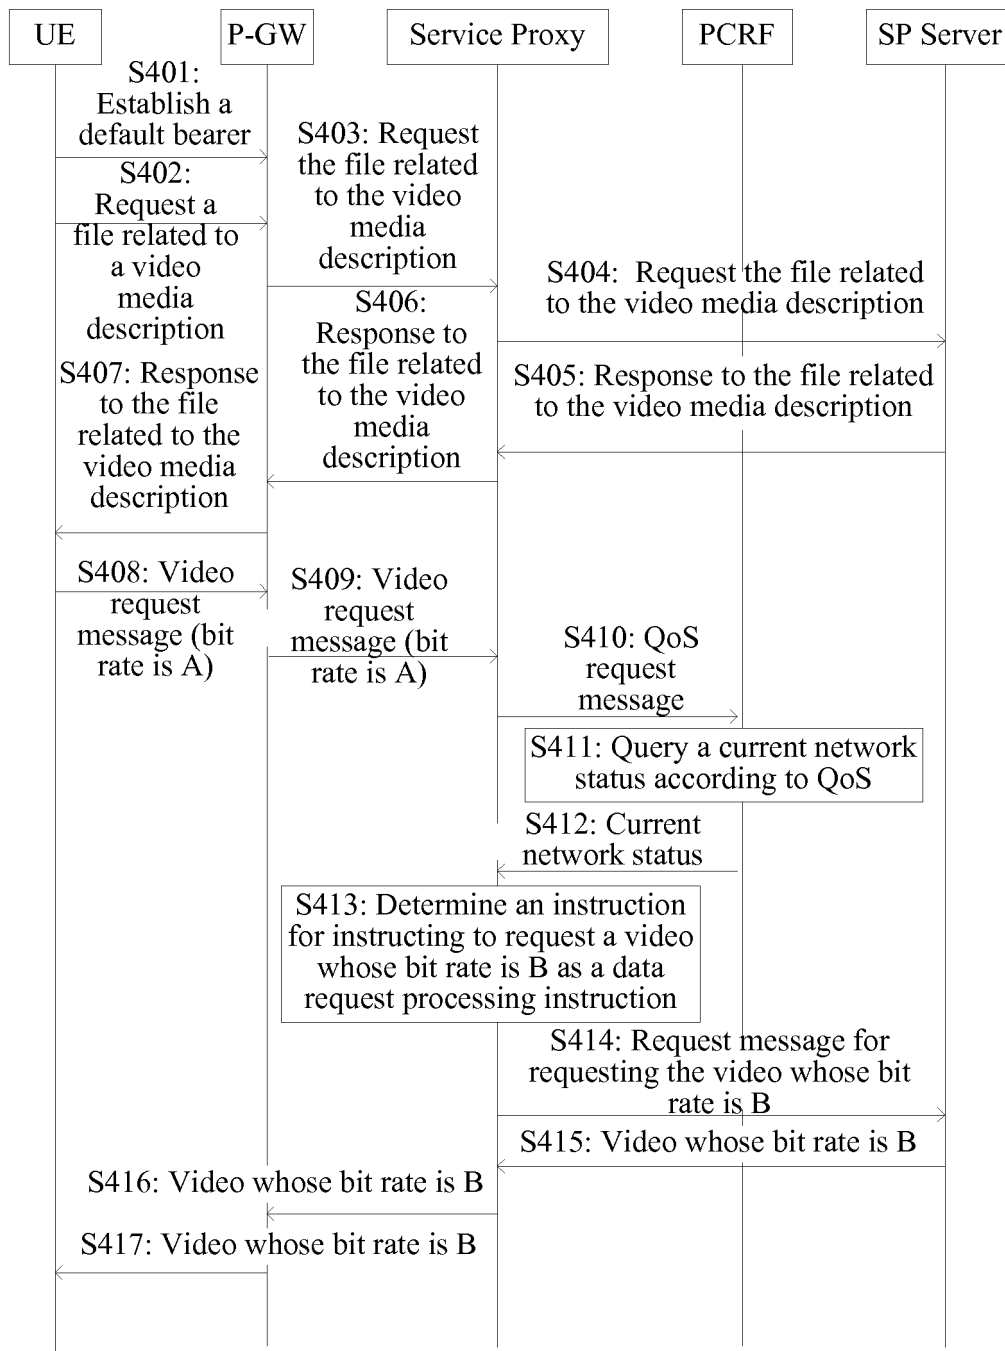 UE
P-GW
Service Proxy
PCRF
SP Server
S401:
Establish a
default bearer
S402:
Request a
file related to
a video
media
description
S403: Request
the file related
to the video
media
description
S404:  Request the file related
to the video media description
S405: Response to the file related
to the video media description
S406:
Response to
the file
related to
the video
media
description
S407: Response
to the file
related to the
video media
description
S408: Video
request
message (bit
rate is A)
S409: Video
request
message (bit
rate is A)
S410: QoS
request
message
S411: Query a current network
status according to QoS
S412: Current
network status
S413: Determine an instruction
for instructing to request a video
whose bit rate is B as a data
request processing instruction
S414: Request message for
requesting the video whose bit
rate is B
S415: Video whose bit rate is B
S416: Video whose bit rate is B
S417: Video whose bit rate is B